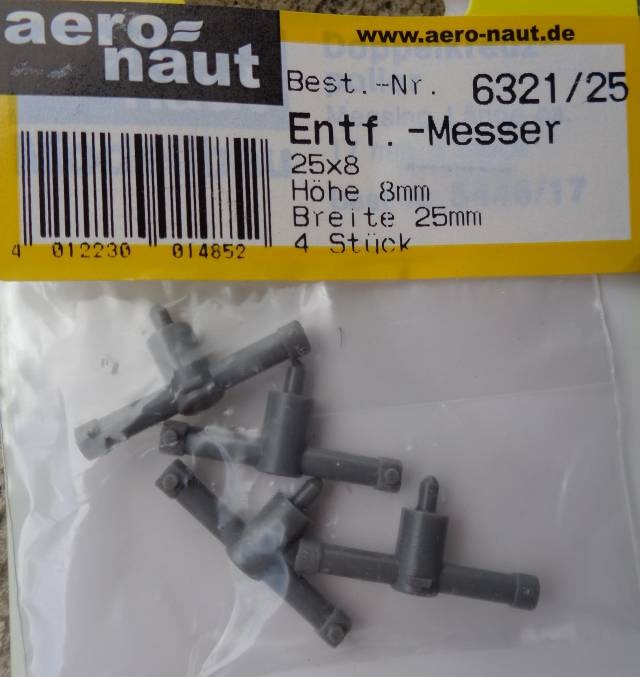 aero-
naut
www.aero-naut.de
Best.-Nr. 6321/25
Entf.-Messer
25x8
Höhe 8mm
Breite 25mm
4 Stück
4 012230 014852